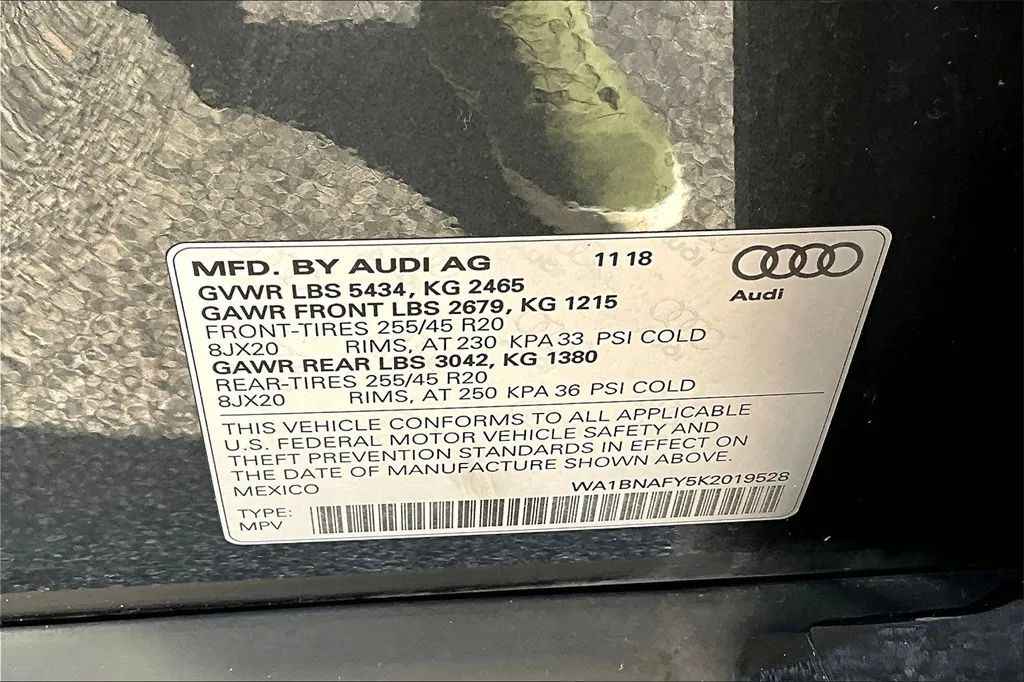 MFD. BY AUDI AG 11 18
Audi
GVWR LBS 5434, KG 2465
GAWR FRONT LBS 2679, KG 1215
FRONT-TIRES 255/45 R20
8JX20 RIMS, AT 230 KPA 33 PSI COLD
GAWR REAR LBS 3042, KG 1380
REAR-TIRES 255/45 R20
8JX20 RIMS, AT 250 KPA 36 PSI COLD
THIS VEHICLE CONFORMS TO ALL APPLICABLE
U.S. FEDERAL MOTOR VEHICLE SAFETY AND
THEFT PREVENTION STANDARDS IN EFFECT ON
THE DATE OF MANUFACTURE SHOWN ABOVE.
MEXICO WA1BNAFY5K2019528
TYPE:
MPV